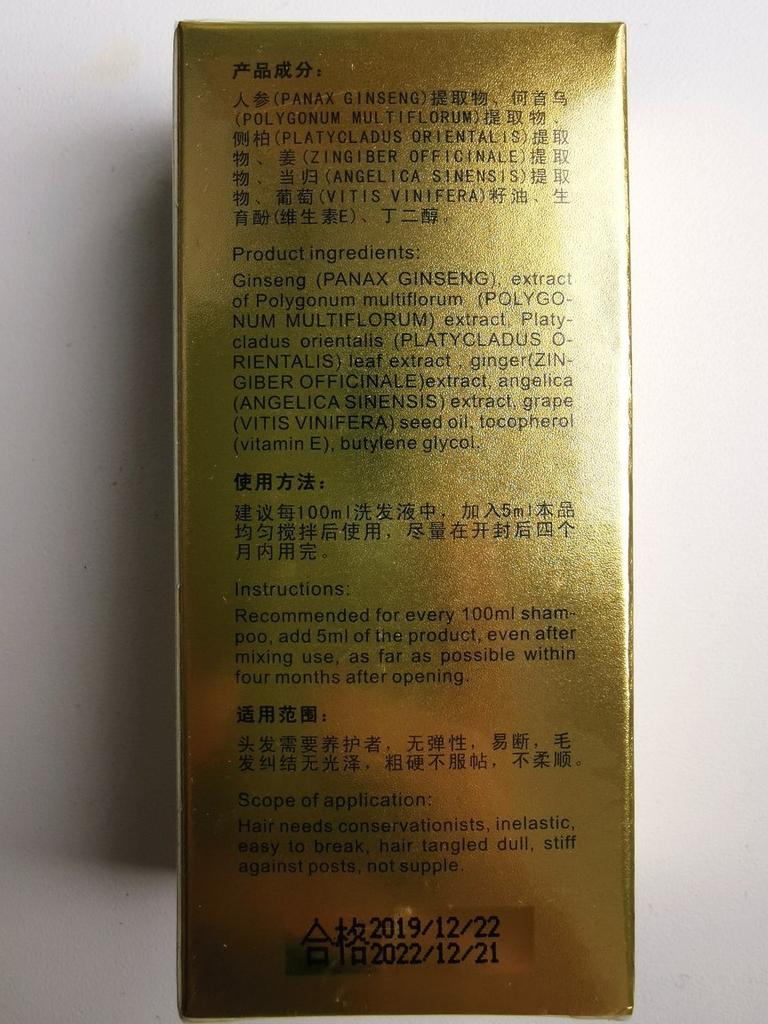 产品成分：
人参(PANAX GINSENG)提取物、何首乌
(POLYGONUM MULTIFLORUM)提取物、
侧柏(PLATYCLADUS ORIENTALIS)提取
物、姜(ZINGIBER OFFICINALE)提取
物、当归(ANGELICA SINENSIS)提取
物、葡萄(VITIS VINIFERA)籽油、生
育酚(维生素E)、丁二醇。
Product ingredients:
Ginseng (PANAX GINSENG), extract
of Polygonum multiflorum (POLYGO-
NUM MULTIFLORUM) extract, Platy-
cladus orientalis (PLATYCLADUS O-
RIENTALIS) leaf extract , ginger(ZIN-
GIBER OFFICINALE)extract, angelica
(ANGELICA SINENSIS) extract, grape
(VITIS VINIFERA) seed oil, tocopherol
(vitamin E), butylene glycol.
使用方法：
建议每100ml洗发液中，加入5ml本品
均匀搅拌后使用，尽量在开封后四个
月内用完。
Instructions:
Recommended for every 100ml sham-
poo, add 5ml of the product, even after
mixing use, as far as possible within
four months after opening.
适用范围：
头发需要养护者，无弹性，易断，毛
发纠结无光泽，粗硬不服帖，不柔顺。
Scope of application:
Hair needs conservationists, inelastic,
easy to break, hair tangled dull, stiff
against posts, not supple.
合格2019/12/22
2022/12/21